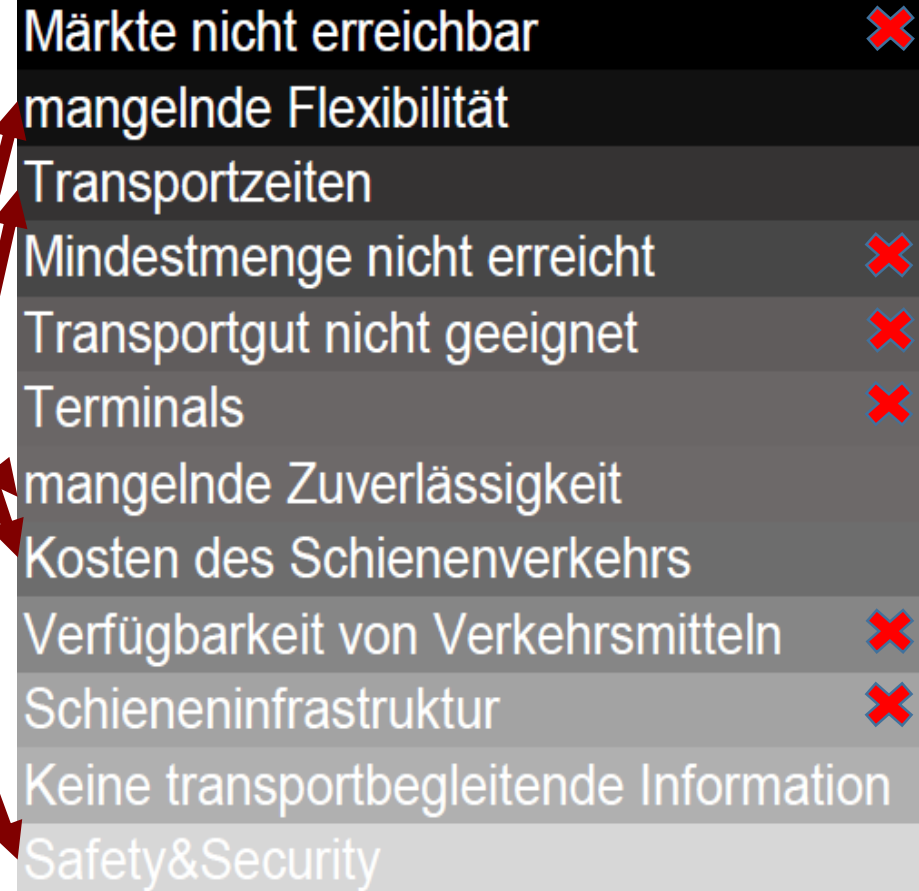 Märkte nicht erreichbar
mangelnde Flexibilität
Transportzeiten
Mindestmenge nicht erreicht
Transportgut nicht geeignet
Terminals
mangelnde Zuverlässigkeit
Kosten des Schienenverkehrs
Verfügbarkeit von Verkehrsmitteln
Schieneninfrastruktur
Keine transportbegleitende Information
Safety&Security